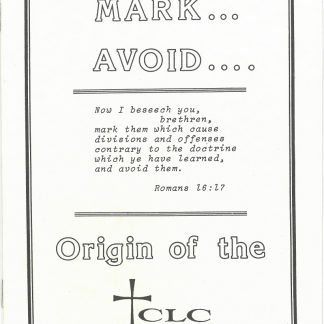 MARK...
AVOID....
Now I beseech you,
brethren,
mark them which cause
divisions and offenses
contrary to the doctrine
which ye have learned,
and avoid them.
Romans 16:17
Origin of the
CLC